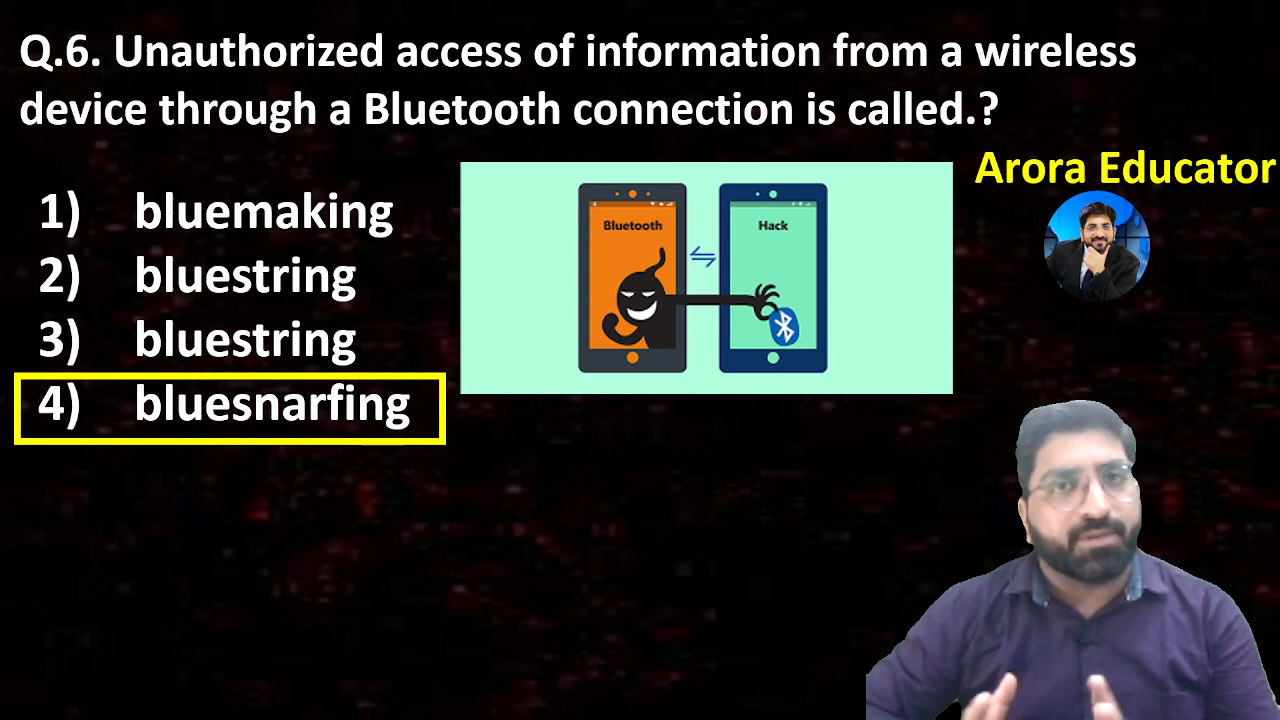 Q.6. Unauthorized access of information from a wireless
device through a Bluetooth connection is called.?
Arora Educator
1) bluemaking
2) bluestring
3) bluestring
4) bluesnarfing
Bluetooth
Hack